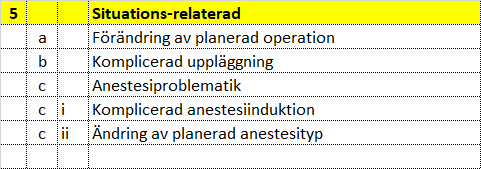 5 Situations-relaterad
a Förändring av planerad operation
b Komplicerad uppläggning
c Anestesiproblematik
c i Komplicerad anestesiinduktion
c ii Ändring av planerad anestesityp